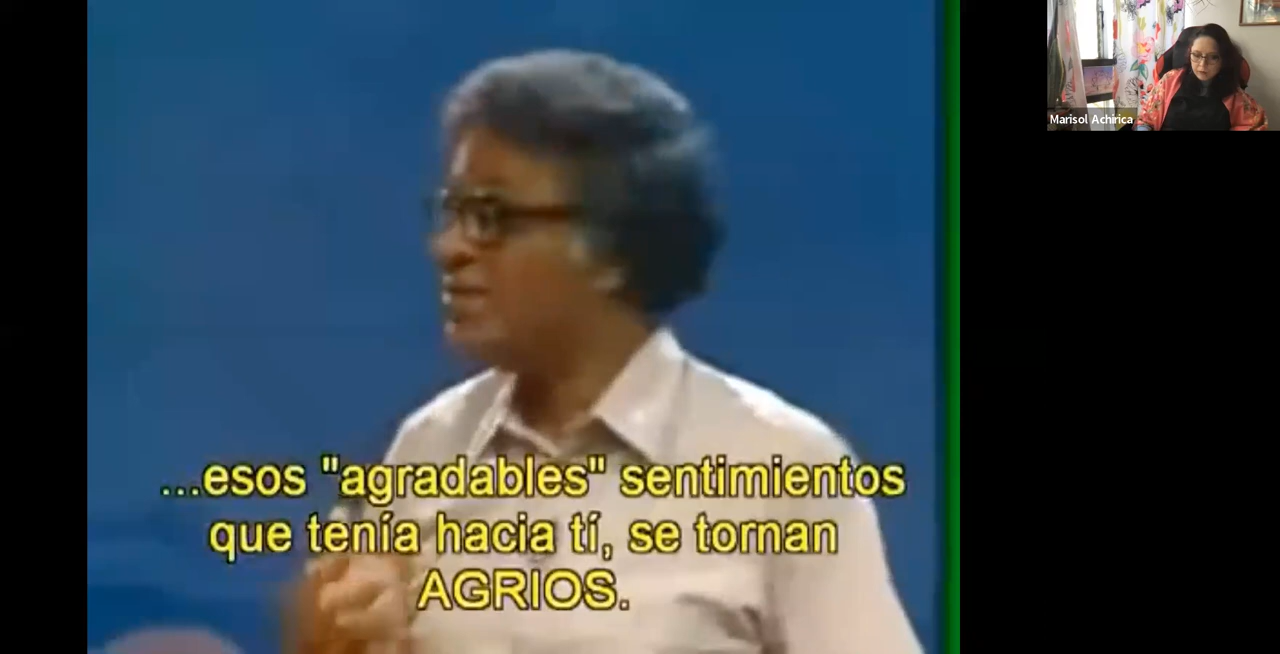 Marisol Achirica
...esos "agradables" sentimientos
que tenía hacia tí, se tornan
AGRIOS.